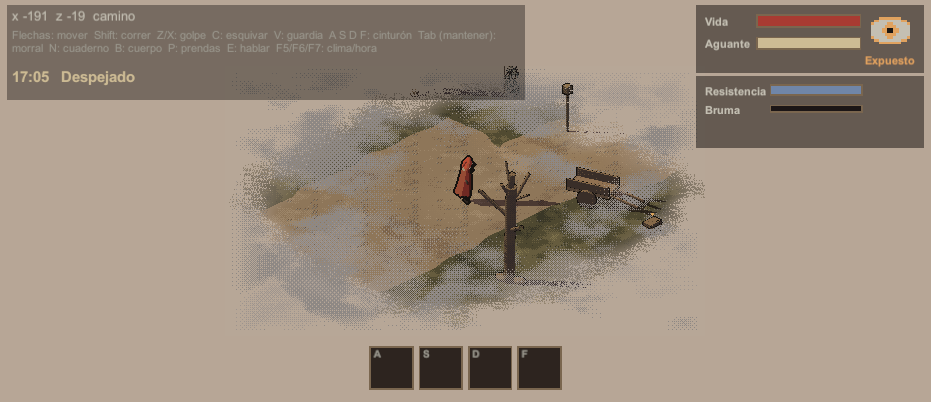 x -191 z -19 camino
Flechas: mover Shift: correr Z/X: golpe C: esquivar V: guardia A S D F: cinturón Tab (mantener):
morral N: cuaderno B: cuerpo P: prendas E: hablar F5/F6/F7: clima/hora
17:05 Despejado
Vida
Aguante
Expuesto
Resistencia
Bruma
A S D F